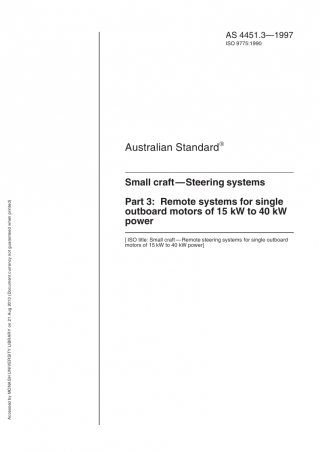 AS 4451.3—1997
ISO 9775:1990
Australian Standard®
Small craft—Steering systems
Part 3: Remote systems for single
outboard motors of 15 kW to 40 kW
power
[ ISO title: Small craft — Remote steering systems for single outboard
motors of 15 kW to 40 kW power]
Accessed by MONASH UNIVERSITY LIBRARY on 21 Aug 2013 (Document currency not guaranteed when printed)